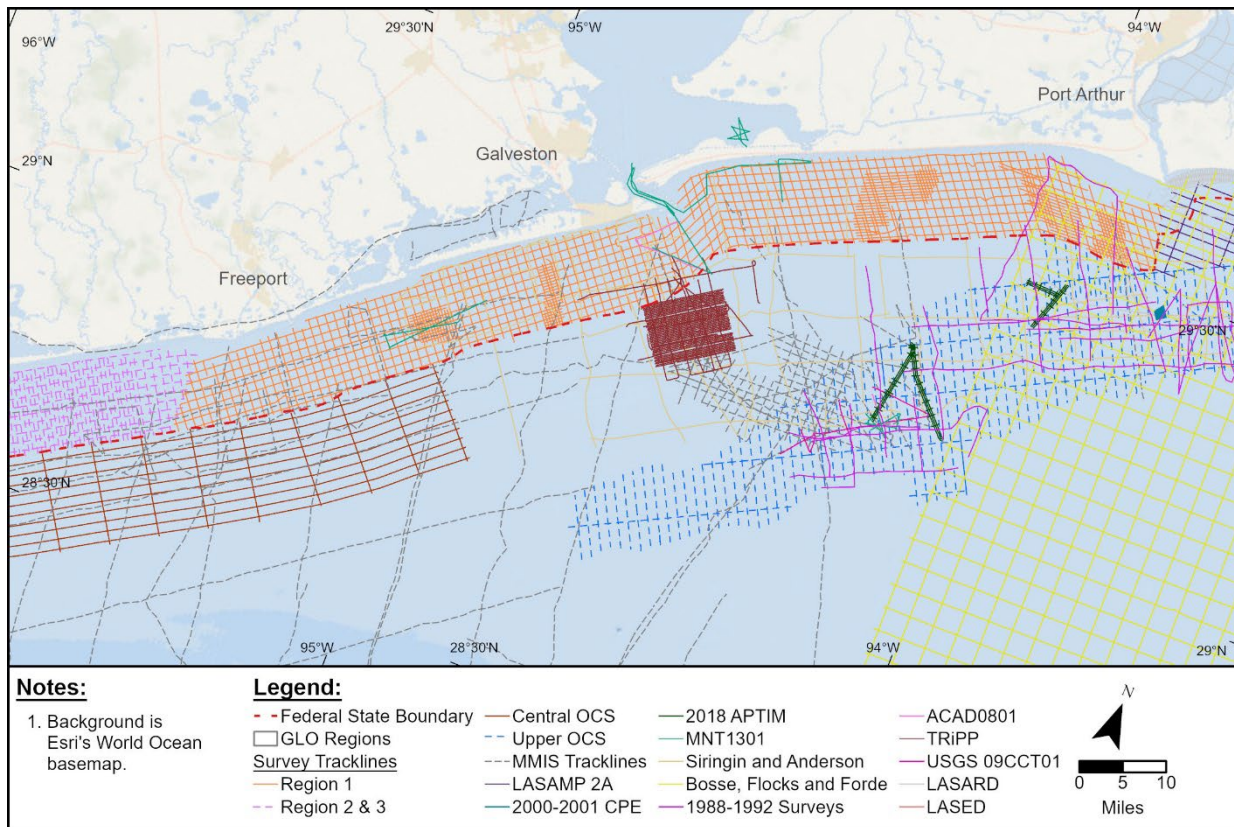 96°W
29°30'N
95°W
94°W
Port Arthur
Galveston
29°N
Freeport
29°30'N
28°30'N
95°W
28°30'N
94°W
29°N
Notes:
1. Background is
Esri's World Ocean
basemap.
Legend:
Federal State Boundary
GLO Regions
Survey Tracklines
Region 1
Region 2 & 3
Central OCS
Upper OCS
MMIS Tracklines
LASAMP 2A
2000-2001 CPE
2018 APTIM
MNT1301
Siringin and Anderson
Bosse, Flocks and Forde
1988-1992 Surveys
ACAD0801
TRiPP
USGS 09CCT01
LASARD
LASED
N
0 5 10
Miles